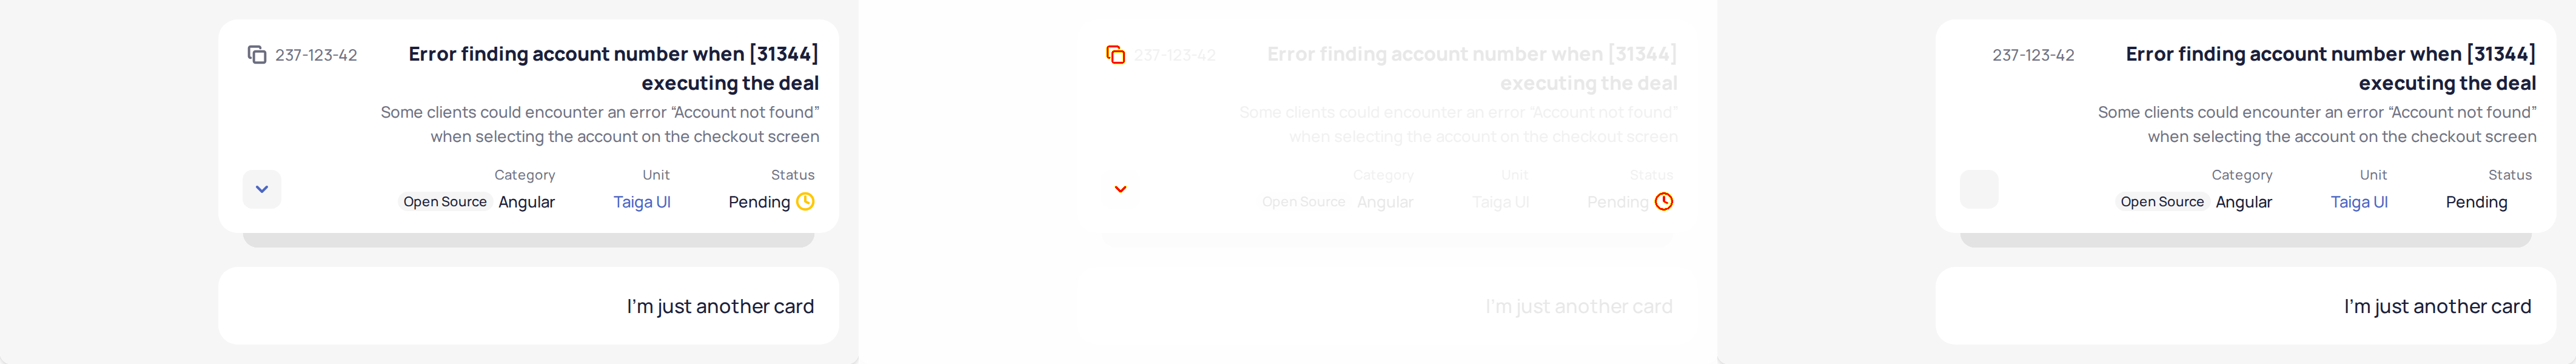 237-123-42
Error finding account number when [31344]
executing the deal
Some clients could encounter an error “Account not found”
when selecting the account on the checkout screen
Category
Unit
Status
Open Source
Angular
Taiga UI
Pending
I'm just another card
237-123-42
Error finding account number when [31344]
executing the deal
Some clients could encounter an error “Account not found”
when selecting the account on the checkout screen
Category
Unit
Status
Open Source
Angular
Taiga UI
Pending
I'm just another card
237-123-42
Error finding account number when [31344]
executing the deal
Some clients could encounter an error “Account not found”
when selecting the account on the checkout screen
Category
Unit
Status
Open Source
Angular
Taiga UI
Pending
I'm just another card